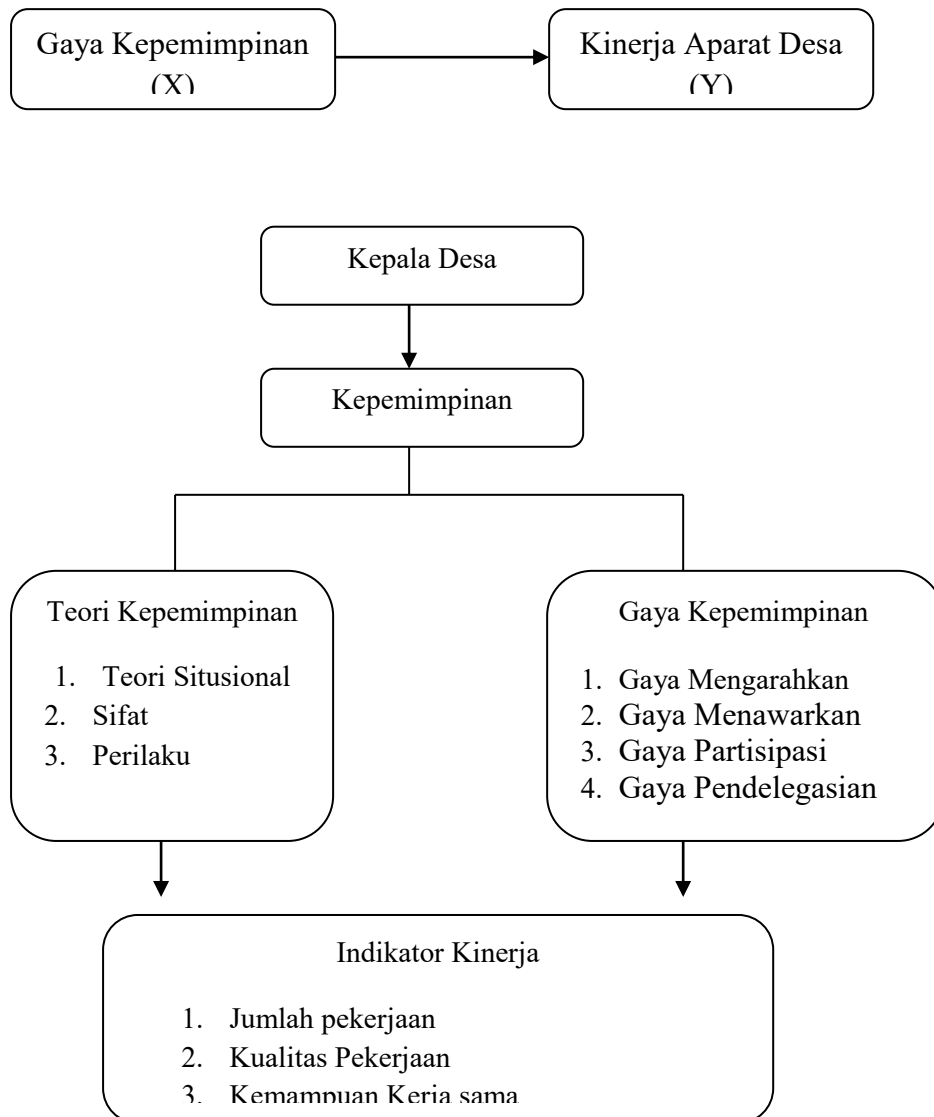 Gaya Kepemimpinan
(X)
Kinerja Aparat Desa
(Y)
Kepala Desa
Kepemimpinan
Teori Kepemimpinan
1. Teori Situsional
2. Sifat
3. Perilaku
Gaya Kepemimpinan
1. Gaya Mengarahkan
2. Gaya Menawarkan
3. Gaya Partisipasi
4. Gaya Pendelegasian
Indikator Kinerja
1. Jumlah pekerjaan
2. Kualitas Pekerjaan
3. Kemampuan Kerja sama